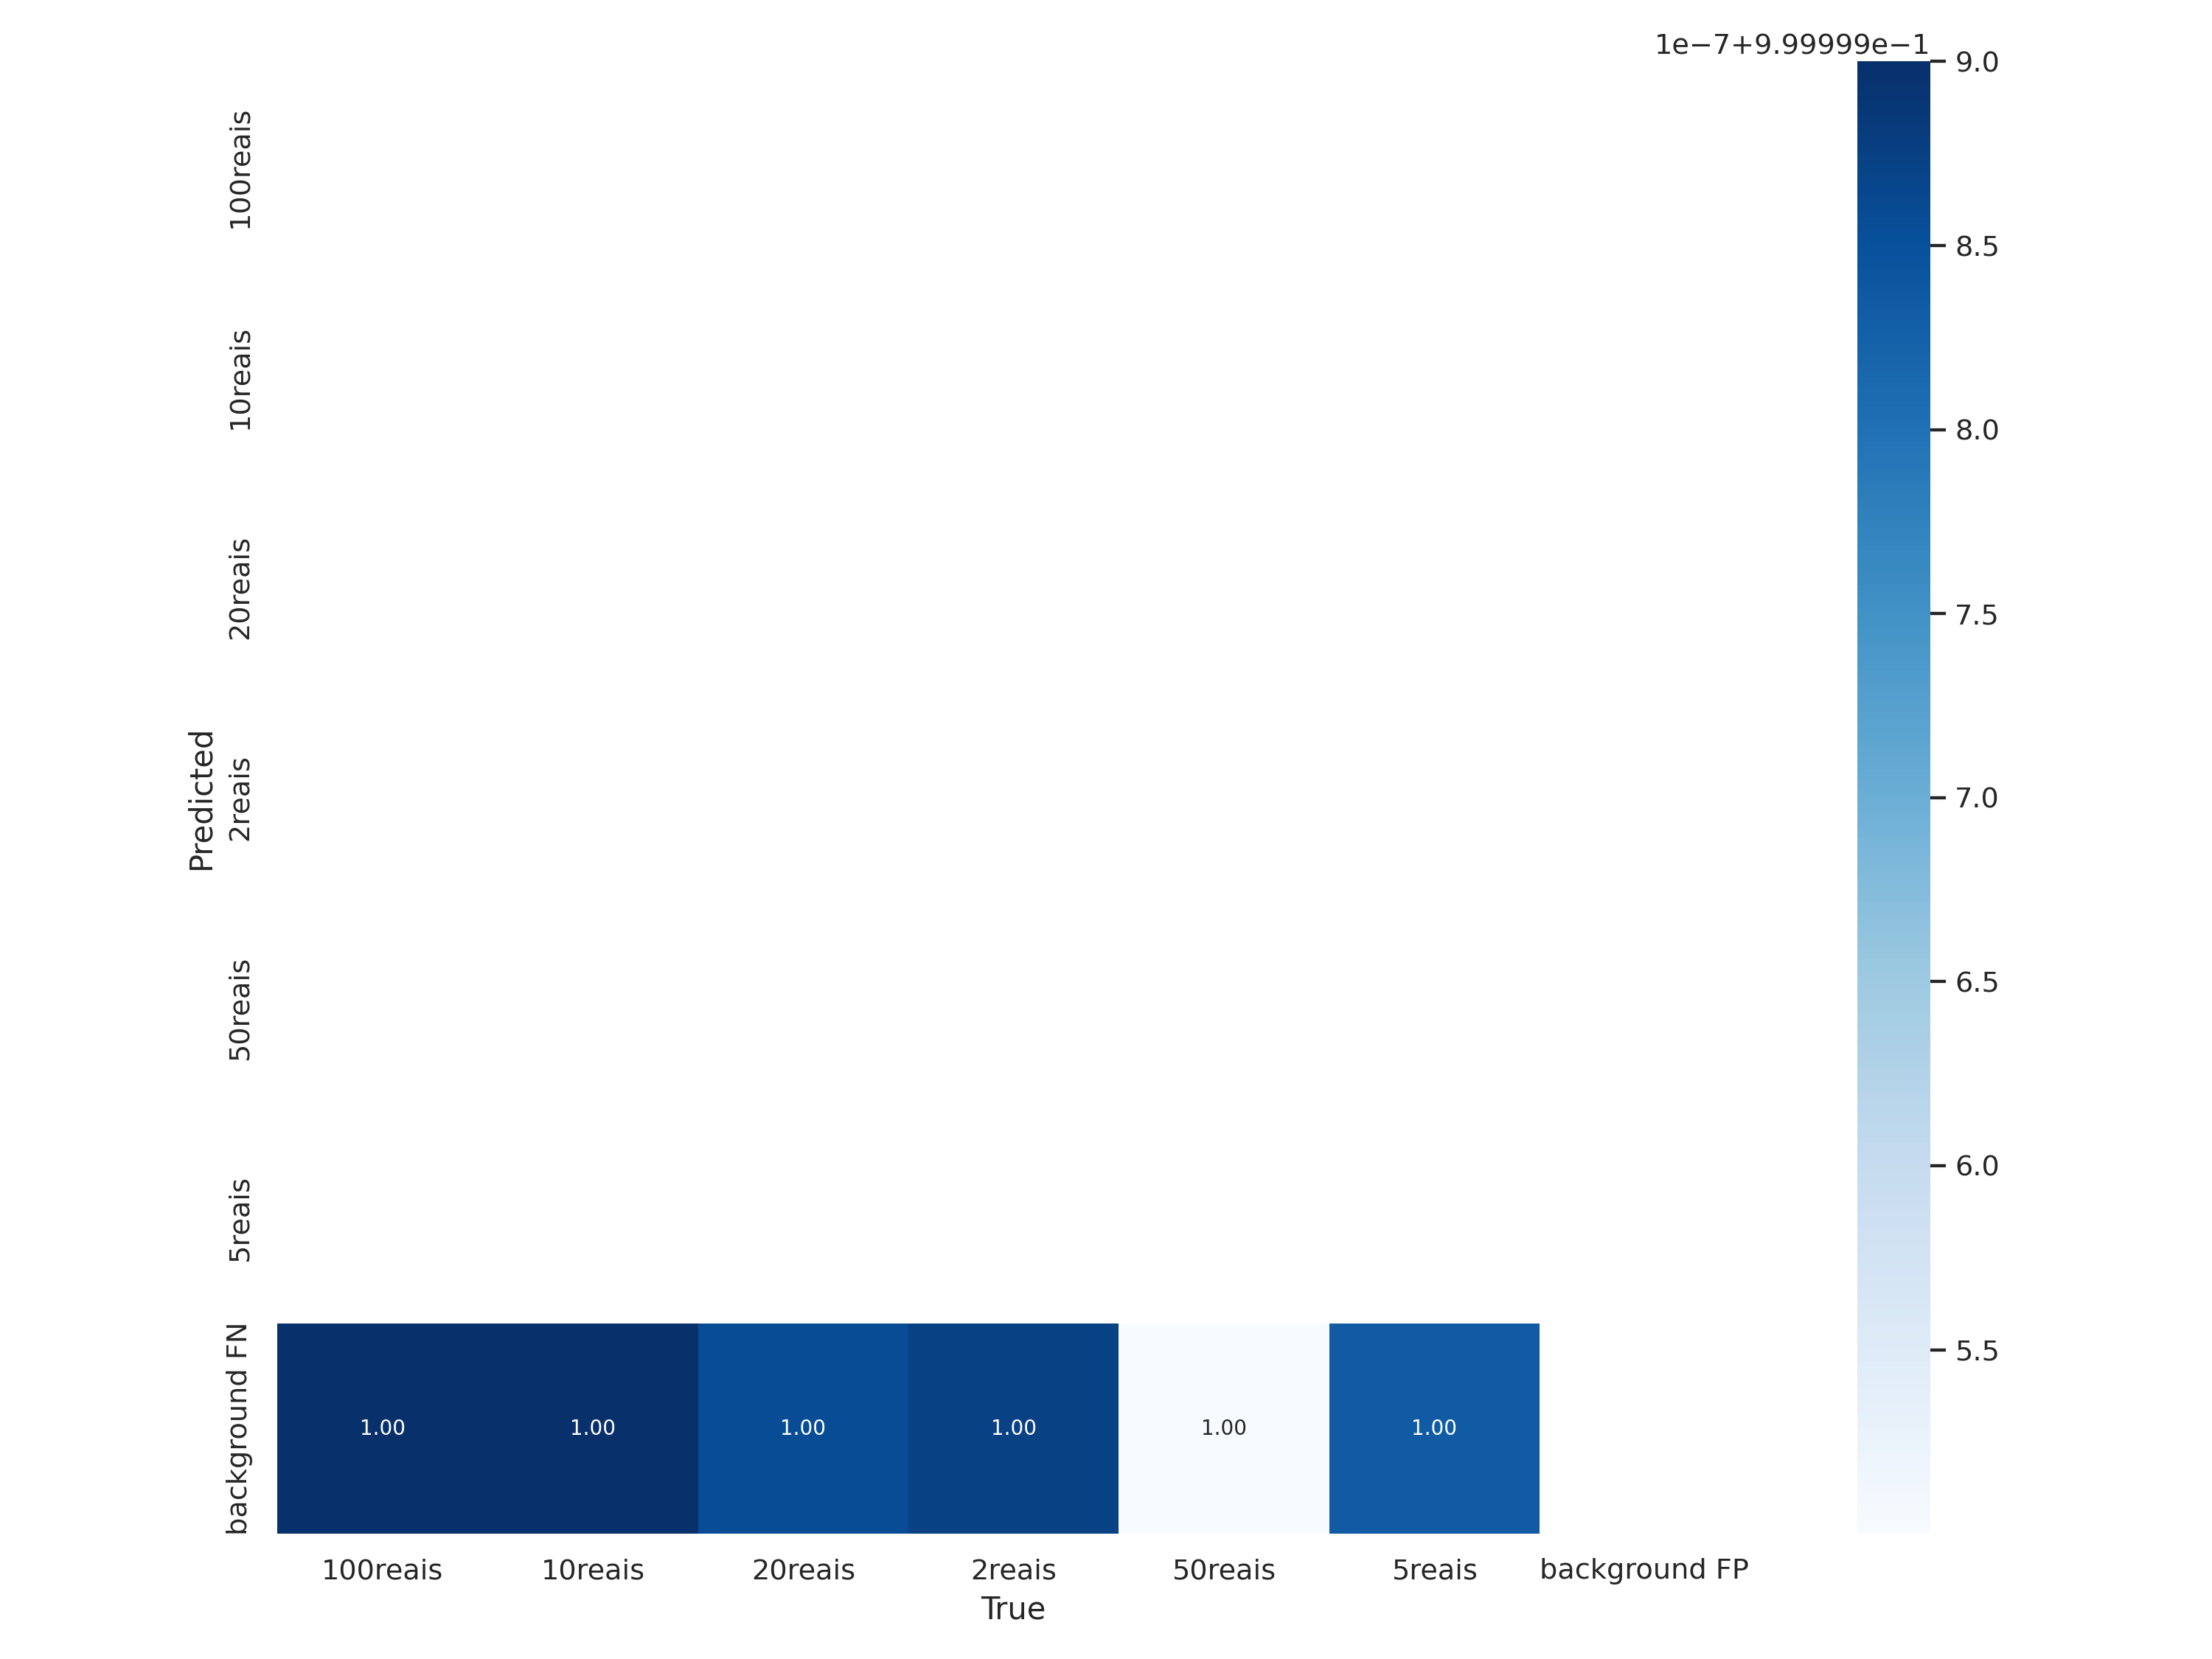 1e−7+9.99999e−1
9.0
8.5
8.0
7.5
7.0
6.5
6.0
5.5
Predicted
100reais
10reais
20reais
2reais
50reais
5reais
background FN
1.00 1.00 1.00 1.00 1.00 1.00
100reais 10reais 20reais 2reais 50reais 5reais background FP
True